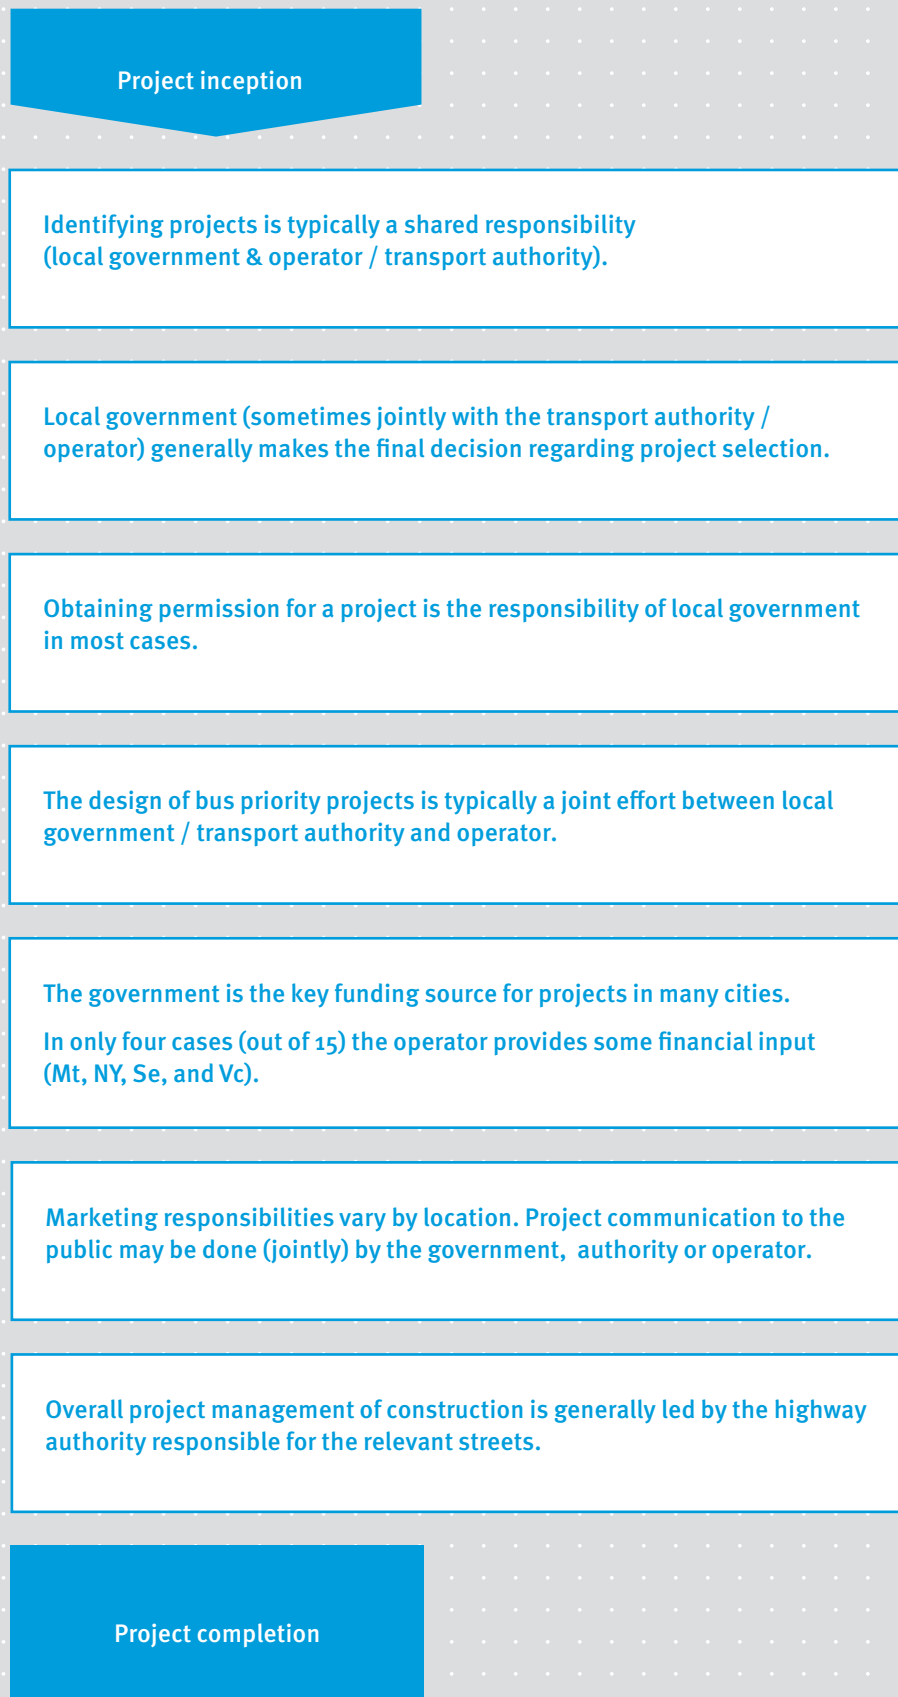 Project inception
Identifying projects is typically a shared responsibility
(local government & operator / transport authority).
Local government (sometimes jointly with the transport authority /
operator) generally makes the final decision regarding project selection.
Obtaining permission for a project is the responsibility of local government
in most cases.
The design of bus priority projects is typically a joint effort between local
government / transport authority and operator.
The government is the key funding source for projects in many cities.
In only four cases (out of 15) the operator provides some financial input
(Mt, NY, Se, and Vc).
Marketing responsibilities vary by location. Project communication to the
public may be done (jointly) by the government,  authority or operator.
Overall project management of construction is generally led by the highway
authority responsible for the relevant streets.
Project completion